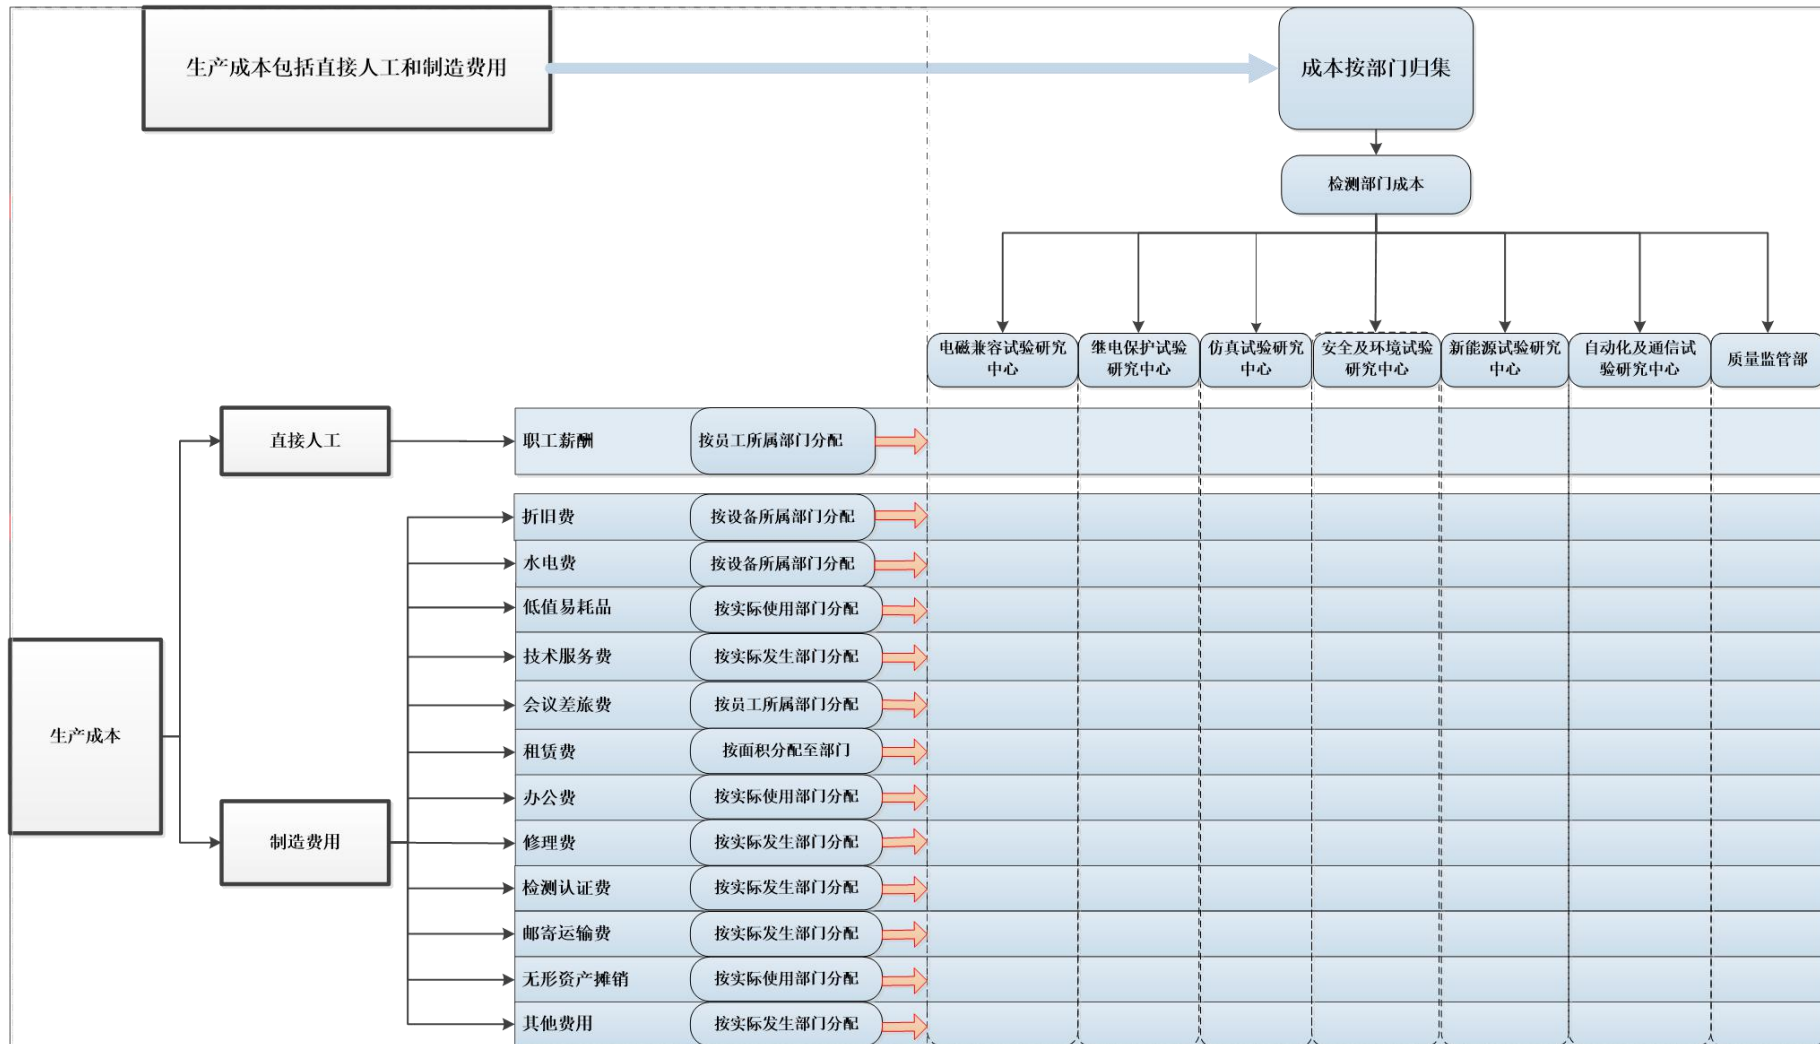 生产成本包括直接人工和制造费用
成本按部门归集
检测部门成本
电磁兼容试验研究
中心
继电保护试验
研究中心
仿真试验研究
中心
安全及环境试验
研究中心
新能源试验研究
中心
自动化及通信试
验研究中心
质量监管部
直接人工
职工薪酬
按员工所属部门分配
折旧费
按设备所属部门分配
水电费
按设备所属部门分配
低值易耗品
按实际使用部门分配
技术服务费
按实际发生部门分配
会议差旅费
按员工所属部门分配
生产成本
租赁费
按面积分配至部门
办公费
按实际使用部门分配
制造费用
修理费
按实际发生部门分配
检测认证费
按实际发生部门分配
邮寄运输费
按实际发生部门分配
无形资产摊销
按实际使用部门分配
其他费用
按实际发生部门分配